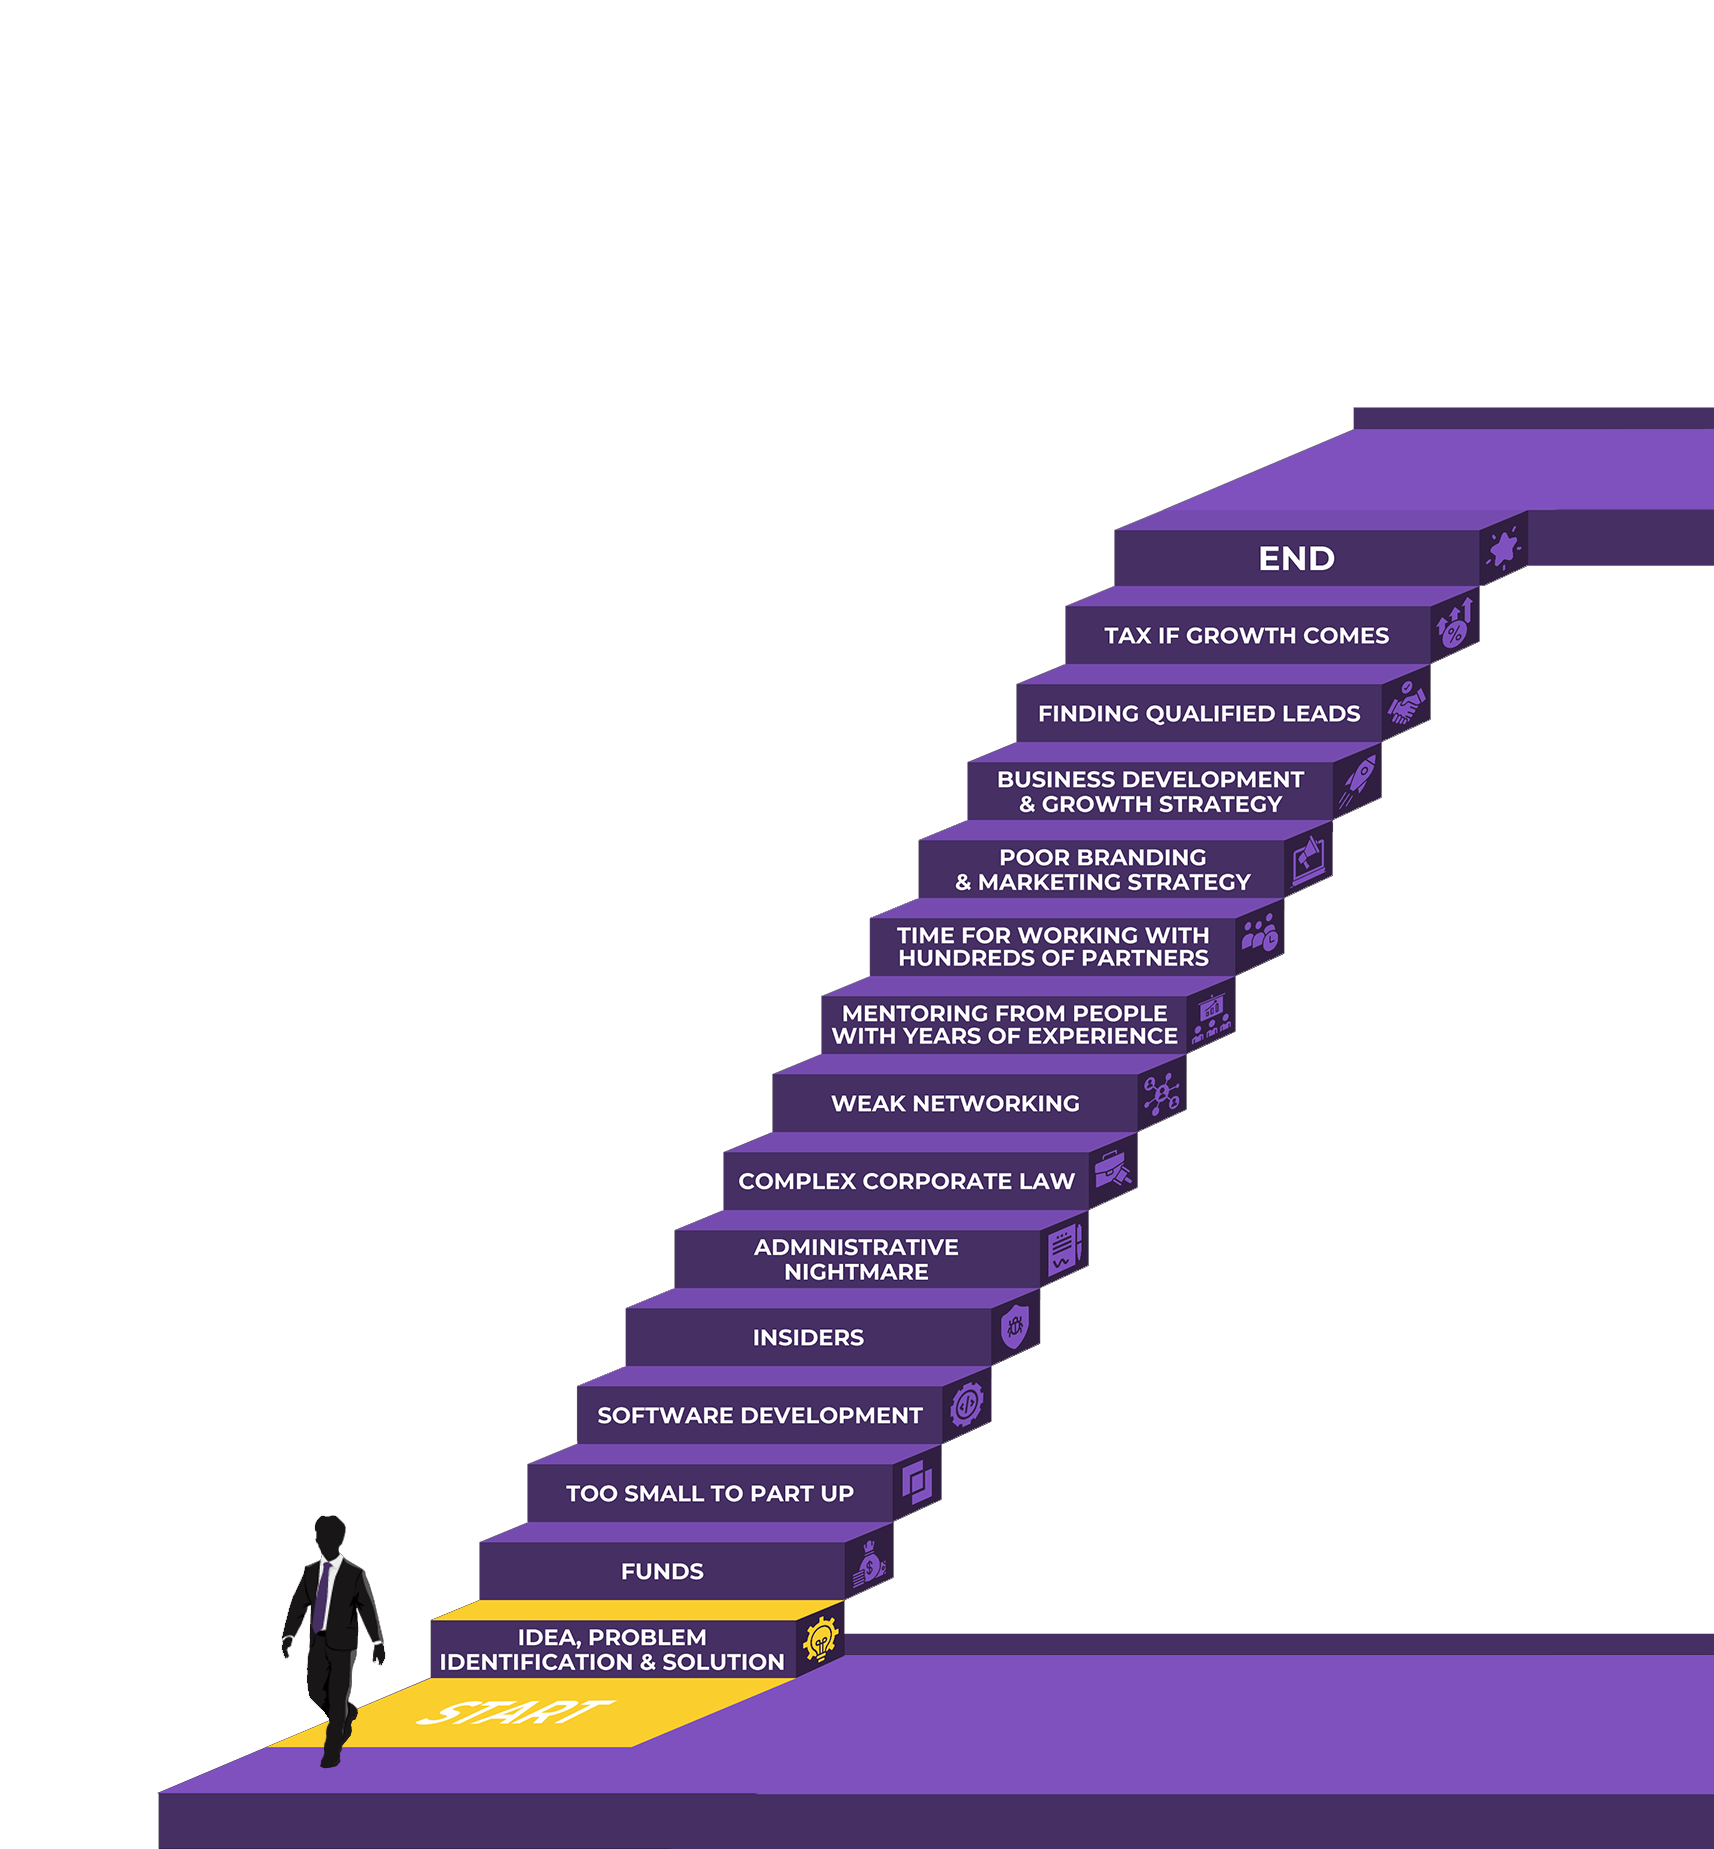 END
TAX IF GROWTH COMES
FINDING QUALIFIED LEADS
BUSINESS DEVELOPMENT
& GROWTH STRATEGY
POOR BRANDING
& MARKETING STRATEGY
TIME FOR WORKING WITH
HUNDREDS OF PARTNERS
MENTORING FROM PEOPLE
WITH YEARS OF EXPERIENCE
WEAK NETWORKING
COMPLEX CORPORATE LAW
ADMINISTRATIVE
NIGHTMARE
INSIDERS
SOFTWARE DEVELOPMENT
TOO SMALL TO PART UP
FUNDS
IDEA, PROBLEM
IDENTIFICATION & SOLUTION
START